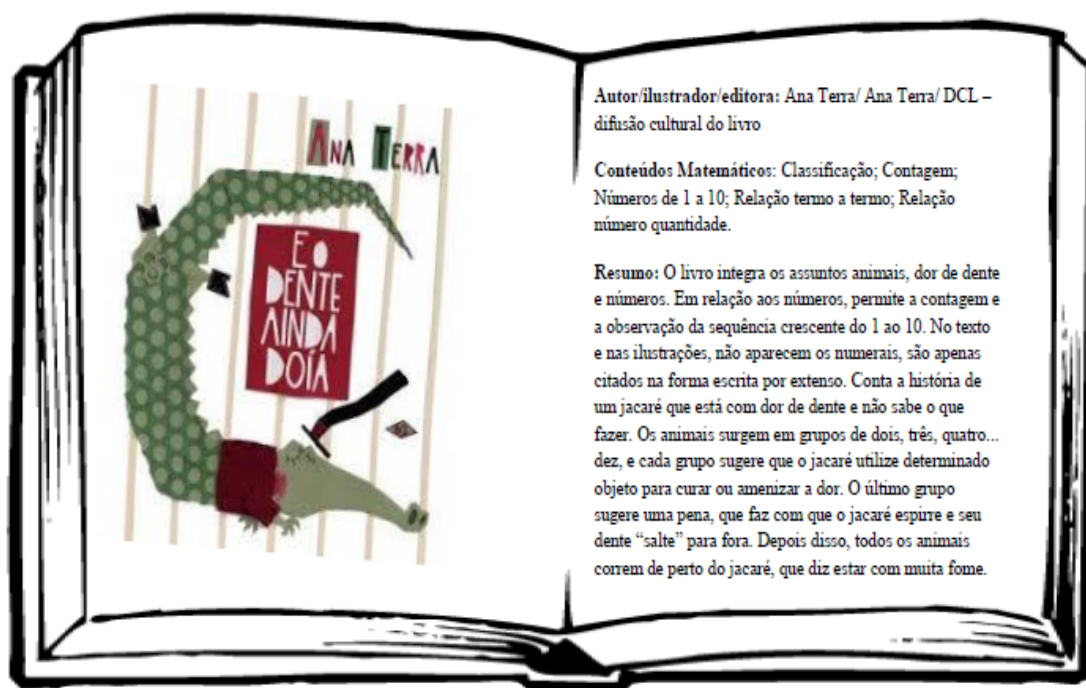 ANA TERRA
E O
DENTE
AINDA
DOÍA
Autor/ilustrador/editora: Ana Terra/ Ana Terra/ DCL –
difusão cultural do livro
Conteúdos Matemáticos: Classificação; Contagem;
Números de 1 a 10; Relação termo a termo; Relação
número quantidade.
Resumo: O livro integra os assuntos animais, dor de dente
e números. Em relação aos números, permite a contagem e
a observação da sequência crescente do 1 ao 10. No texto
e nas ilustrações, não aparecem os numerais, são apenas
citados na forma escrita por extenso. Conta a história de
um jacaré que está com dor de dente e não sabe o que
fazer. Os animais surgem em grupos de dois, três, quatro...
dez, e cada grupo sugere que o jacaré utilize determinado
objeto para curar ou amenizar a dor. O último grupo
sugere uma pena, que faz com que o jacaré espirre e seu
dente “salte” para fora. Depois disso, todos os animais
correm de perto do jacaré, que diz estar com muita fome.